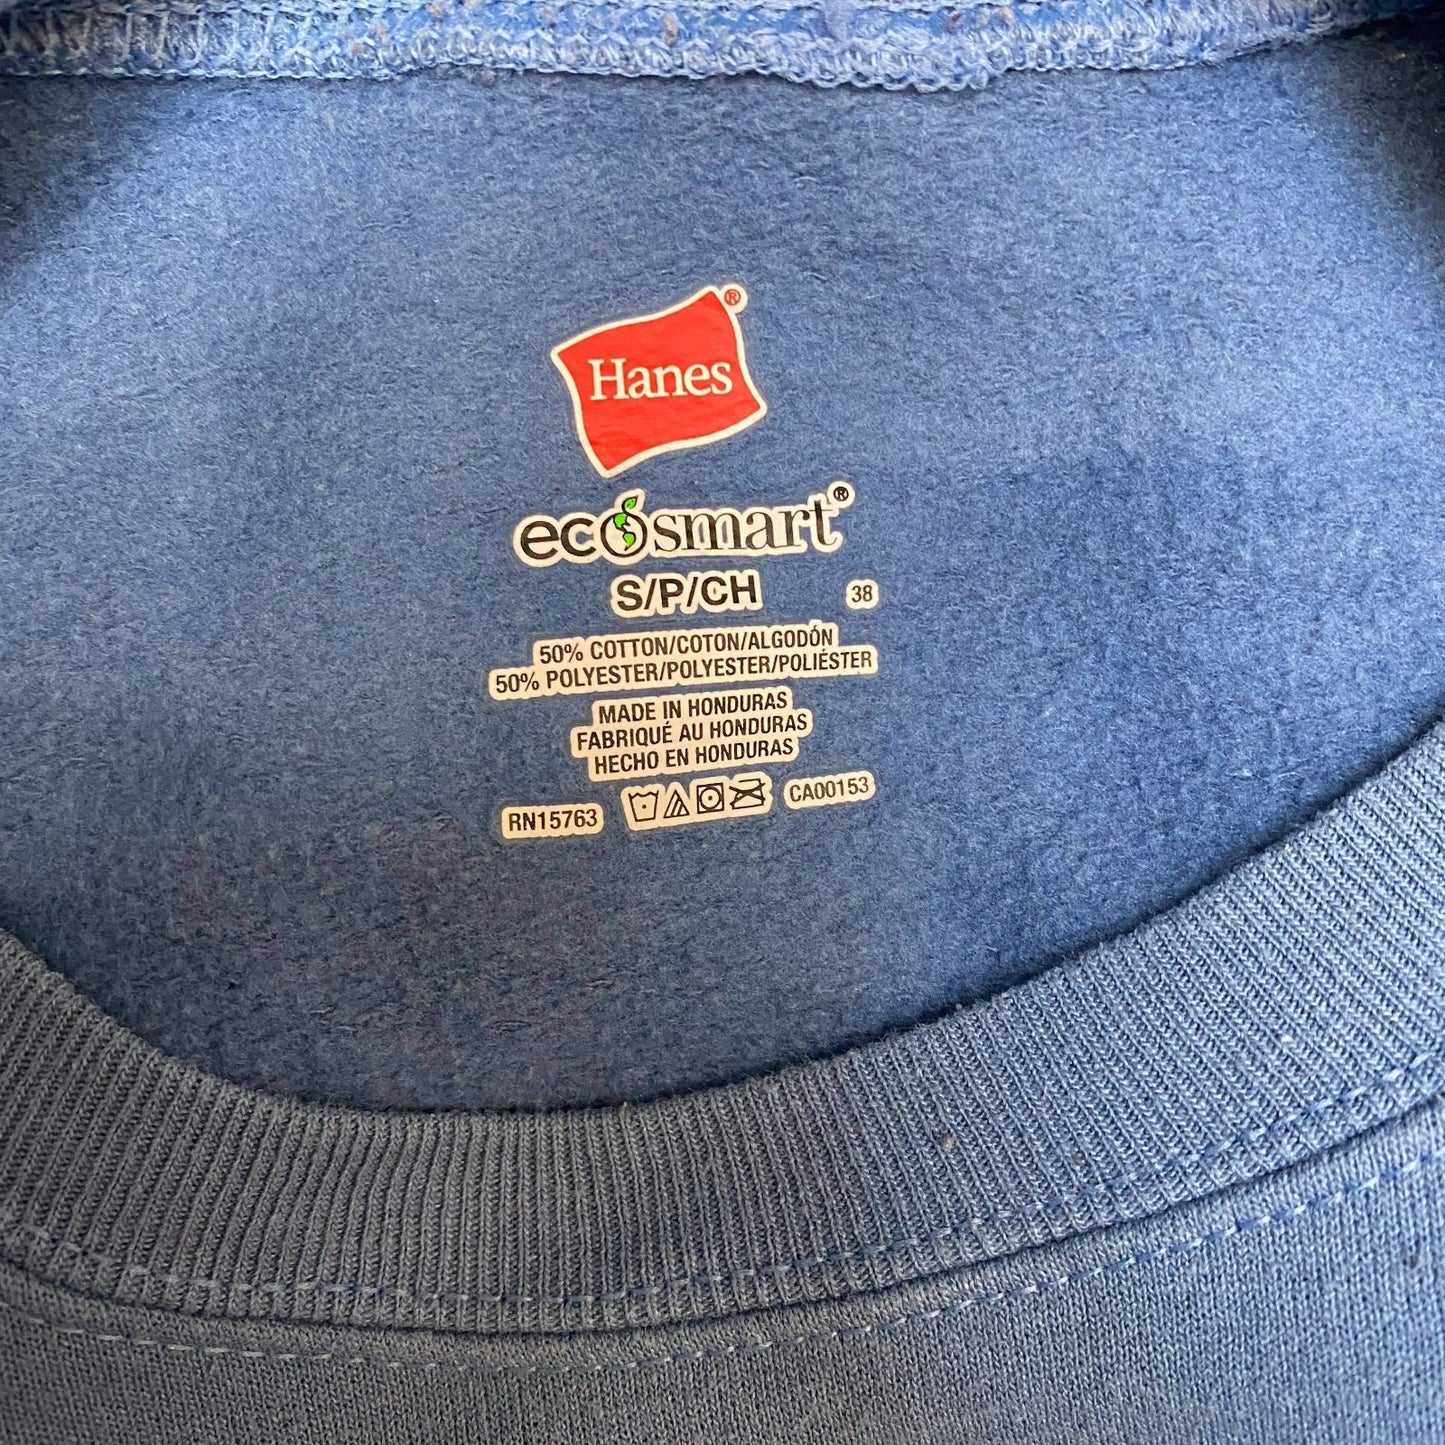 Hanes®
ecosmart®
S/P/CH 38
50% COTTON/COTON/ALGODÓN
50% POLYESTER/POLYESTER/POLIÉSTER
MADE IN HONDURAS
FABRIQUÉ AU HONDURAS
HECHO EN HONDURAS
RN15763 CA00153